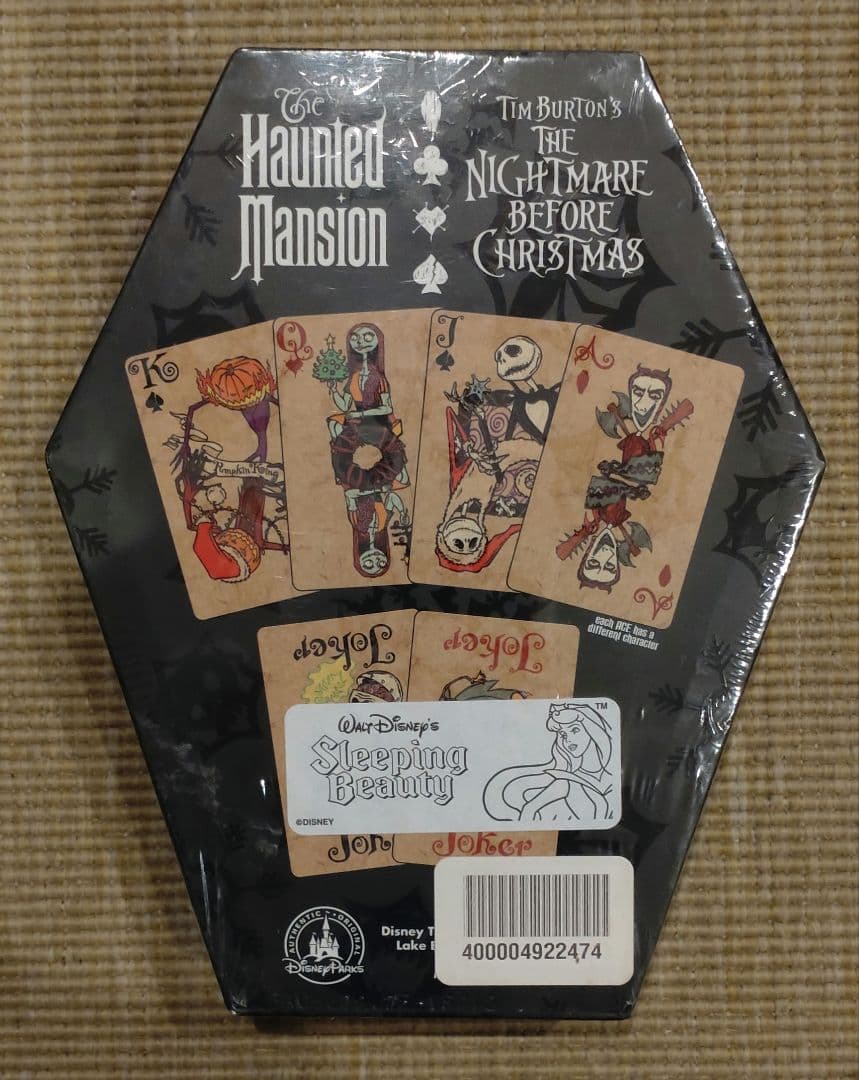 The
Haunted
Mansion
TIM BURTON'S
THE
NIGHTMARE
BEFORE
CHRISTMAS
K
Q
J
A
Pumpkin King
A
each ACE has a
different character
Joker
Joker
WALT DISNEY'S
Sleeping
Beauty
TM
©DISNEY
Jok
Joker
AUTHENTIC · ORIGINAL
DISNEY PARKS
Disney T
Lake B
400004922474